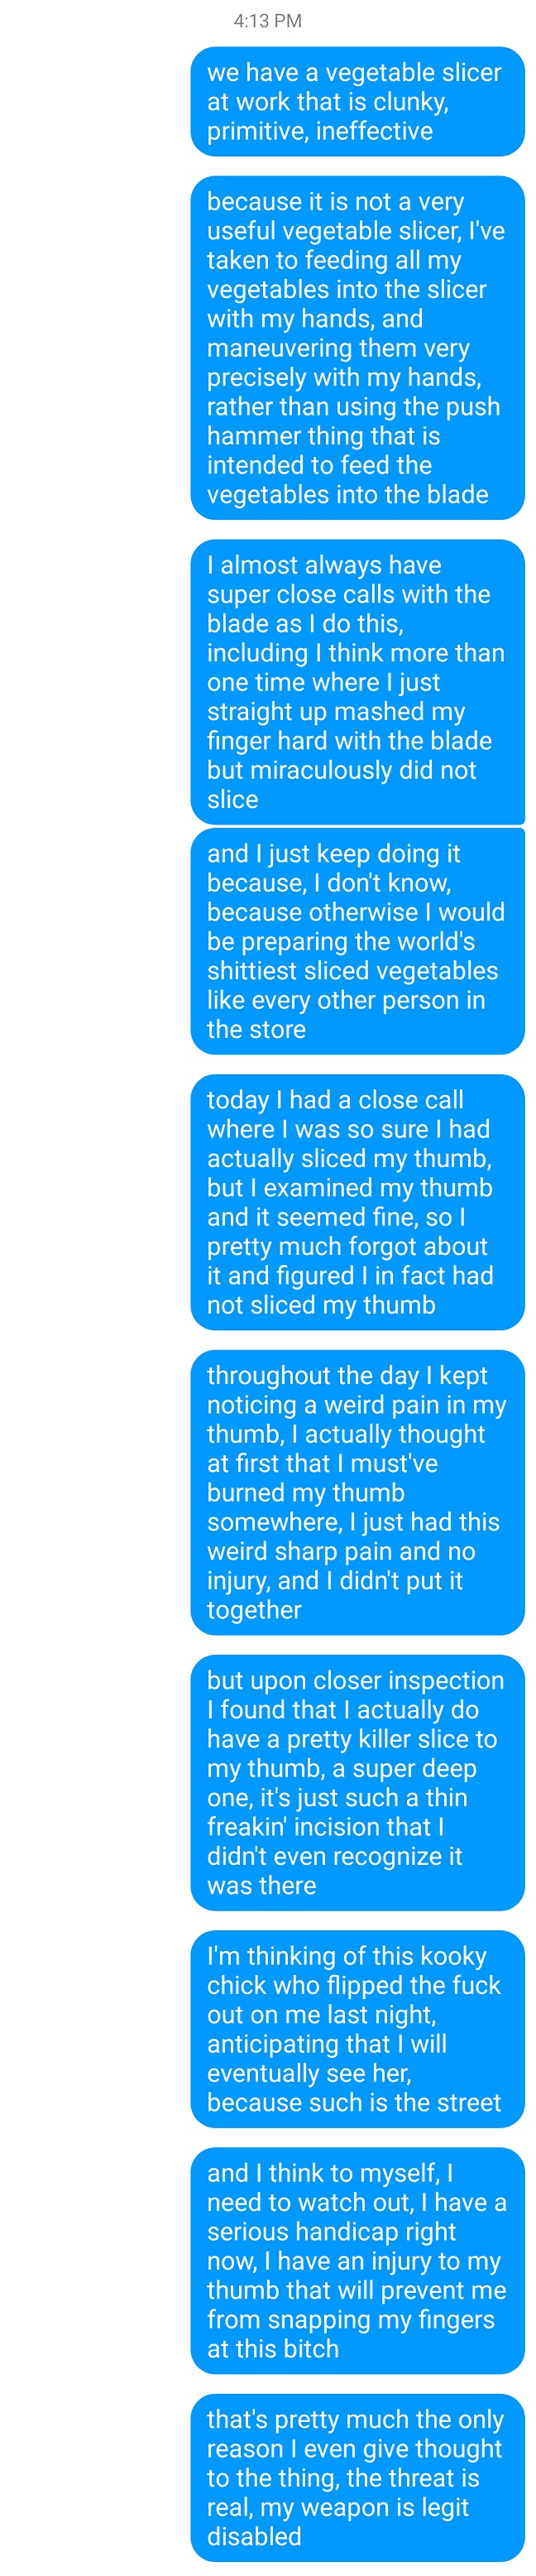 4:13 PM
we have a vegetable slicer
at work that is clunky,
primitive, ineffective
because it is not a very
useful vegetable slicer, I've
taken to feeding all my
vegetables into the slicer
with my hands, and
maneuvering them very
precisely with my hands,
rather than using the push
hammer thing that is
intended to feed the
vegetables into the blade
I almost always have
super close calls with the
blade as I do this,
including I think more than
one time where I just
straight up mashed my
finger hard with the blade
but miraculously did not
slice
and I just keep doing it
because, I don't know,
because otherwise I would
be preparing the world's
shittiest sliced vegetables
like every other person in
the store
today I had a close call
where I was so sure I had
actually sliced my thumb,
but I examined my thumb
and it seemed fine, so I
pretty much forgot about
it and figured I in fact had
not sliced my thumb
throughout the day I kept
noticing a weird pain in my
thumb, I actually thought
at first that I must've
burned my thumb
somewhere, I just had this
weird sharp pain and no
injury, and I didn't put it
together
but upon closer inspection
I found that I actually do
have a pretty killer slice to
my thumb, a super deep
one, it's just such a thin
freakin' incision that I
didn't even recognize it
was there
I'm thinking of this kooky
chick who flipped the fuck
out on me last night,
anticipating that I will
eventually see her,
because such is the street
and I think to myself, I
need to watch out, I have a
serious handicap right
now, I have an injury to my
thumb that will prevent me
from snapping my fingers
at this bitch
that's pretty much the only
reason I even give thought
to the thing, the threat is
real, my weapon is legit
disabled